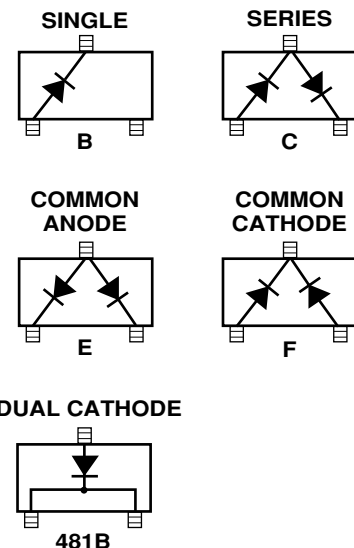 SINGLE
SERIES
B
C
COMMON
ANODE
COMMON
CATHODE
E
F
DUAL CATHODE
481B